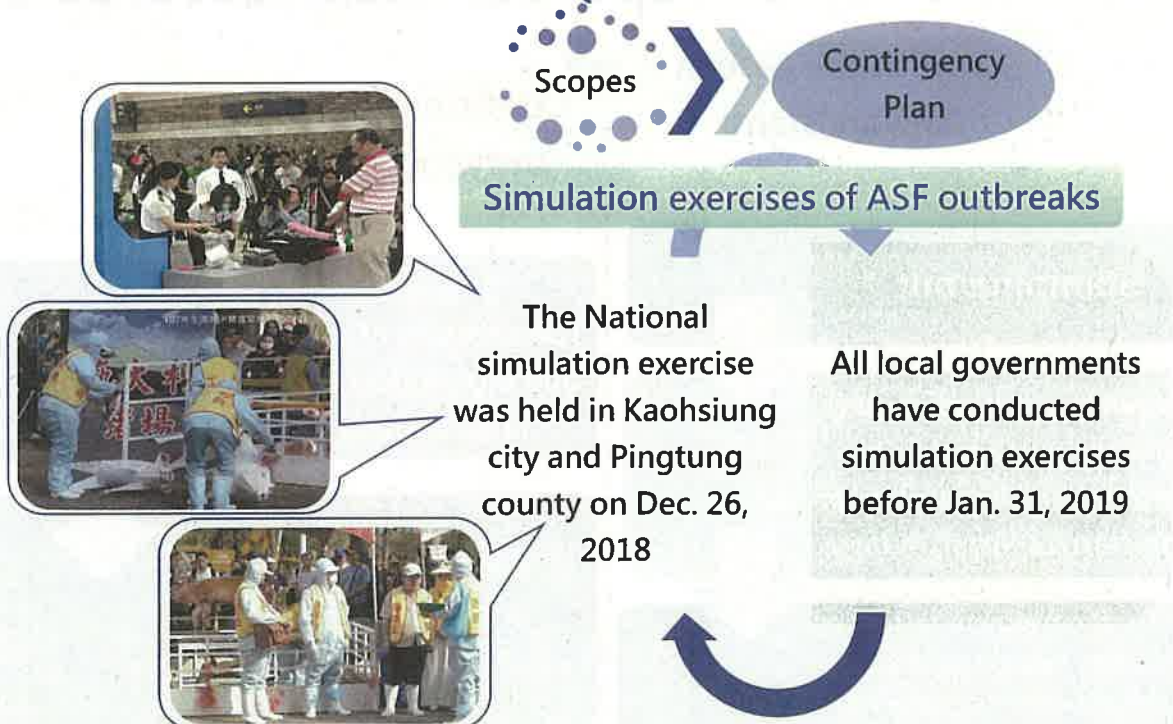 Scopes
Contingency
Plan
Simulation exercises of ASF outbreaks
The National
simulation exercise
was held in Kaohsiung
city and Pingtung
county on Dec. 26,
2018
All local governments
have conducted
simulation exercises
before Jan. 31, 2019